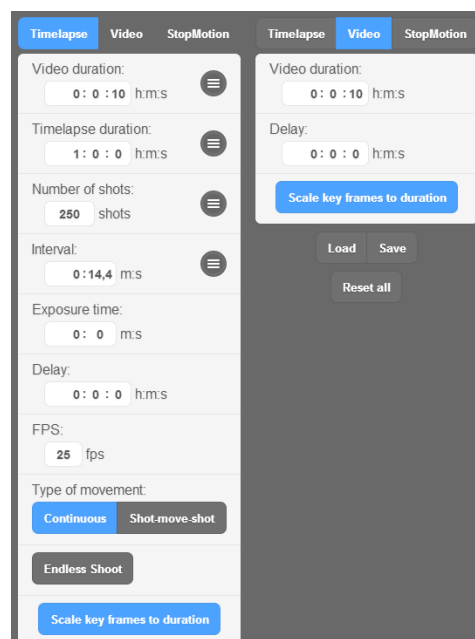 Timelapse Video StopMotion
Video duration:
0: 0 :10 h:m:s
Timelapse duration:
1: 0 : 0 h:m:s
Number of shots:
250 shots
Interval:
0:14,4 m:s
Exposure time:
0: 0 m:s
Delay:
0: 0 : 0 h:m:s
FPS:
25 fps
Type of movement:
Continuous Shot-move-shot
Endless Shoot
Scale key frames to duration
Timelapse Video StopMotion
Video duration:
0: 0 :10 h:m:s
Delay:
0: 0 : 0 h:m:s
Scale key frames to duration
Load Save
Reset all